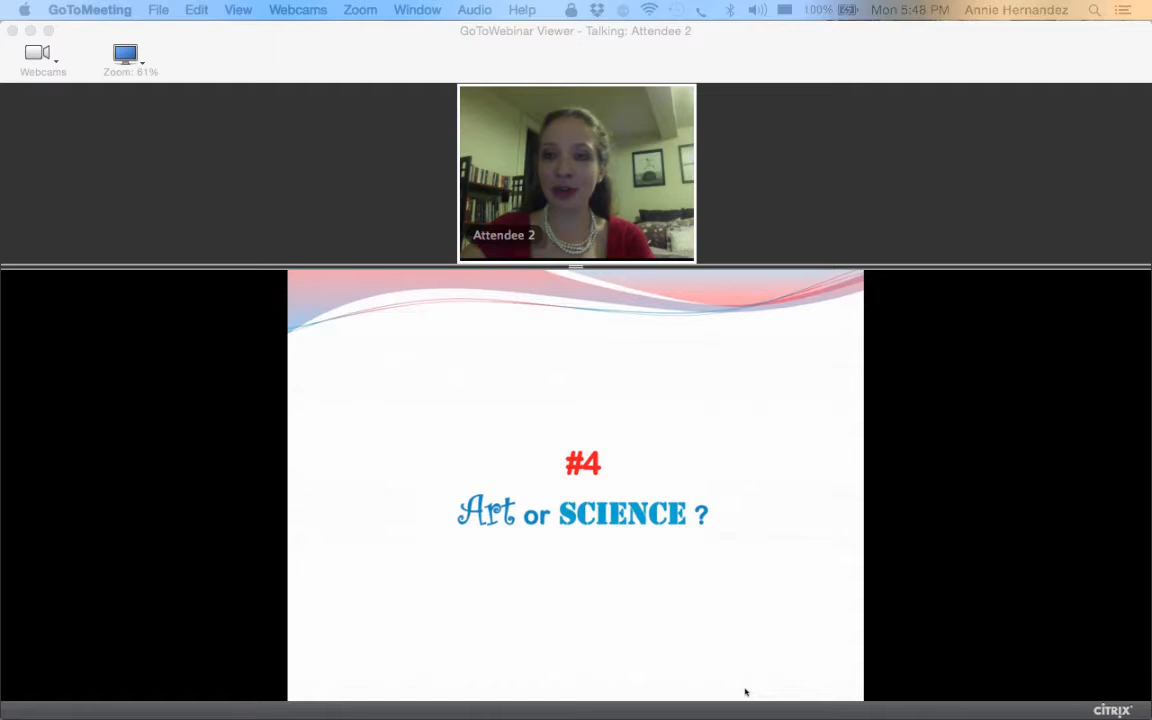 GoToMeeting File Edit View Webcams Zoom Window Audio Help 100% Mon 5:48 PM Annie Hernandez
GoToWebinar Viewer - Talking: Attendee 2
Webcams
Zoom: 61%
Attendee 2
#4
Art or SCIENCE ?
CITRIX